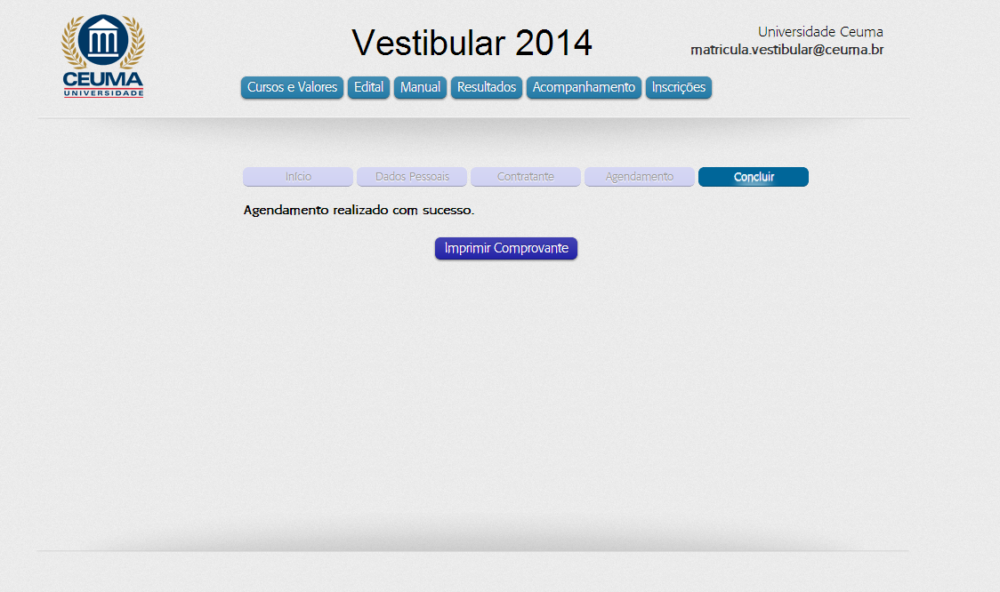 CEUMA
UNIVERSIDADE
Vestibular 2014
Universidade Ceuma
matricula.vestibular@ceuma.br
Cursos e Valores Edital Manual Resultados Acompanhamento Inscrições
Início Dados Pessoais Contratante Agendamento Concluir
Agendamento realizado com sucesso.
Imprimir Comprovante